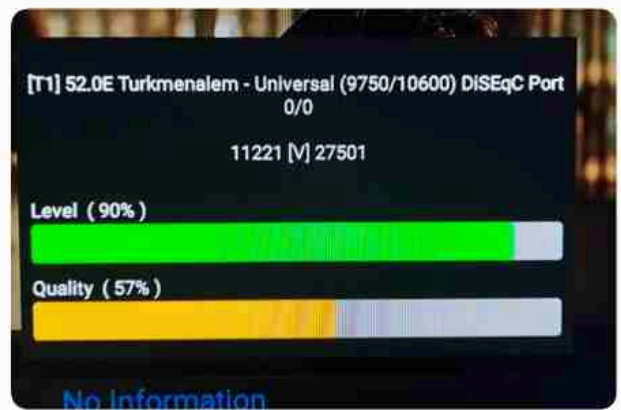 [T1] 52.0E Turkmenalem - Universal (9750/10600) DiSEqC Port
0/0
11221 [V] 27501
Level ( 90% )
Quality ( 57% )
No Information